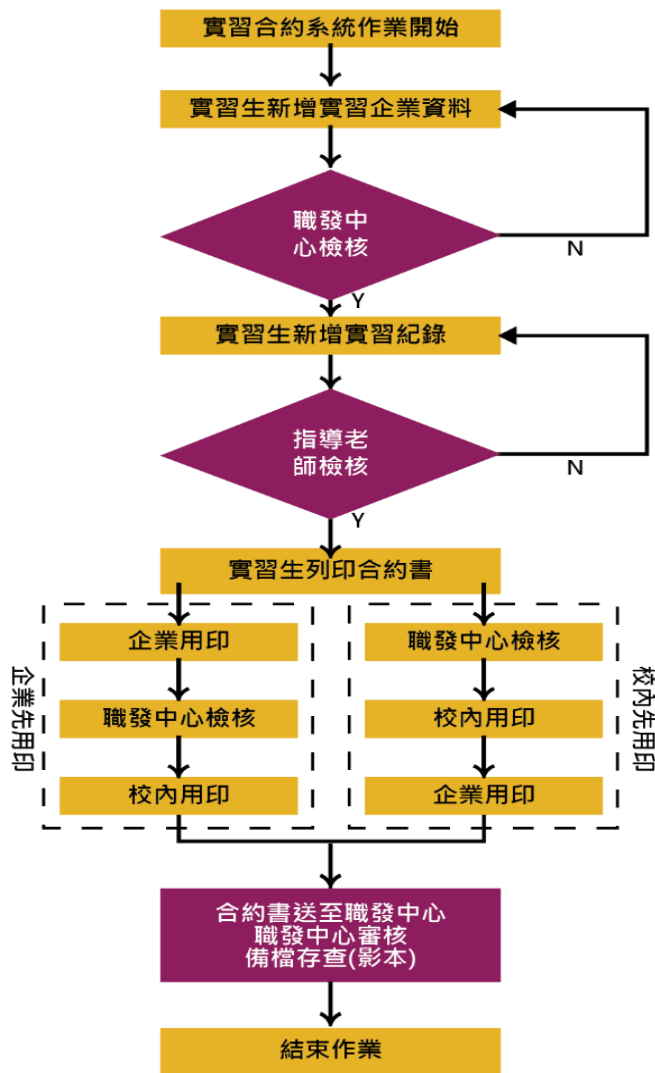 實習合約系統作業開始
實習生新增實習企業資料
職發中
心檢核
N
Y
實習生新增實習紀錄
指導老
師檢核
N
Y
實習生列印合約書
企業先用印
企業用印
職發中心檢核
校內用印
職發中心檢核
校內用印
企業用印
校內先用印
合約書送至職發中心
職發中心審核
備檔存查(影本)
結束作業